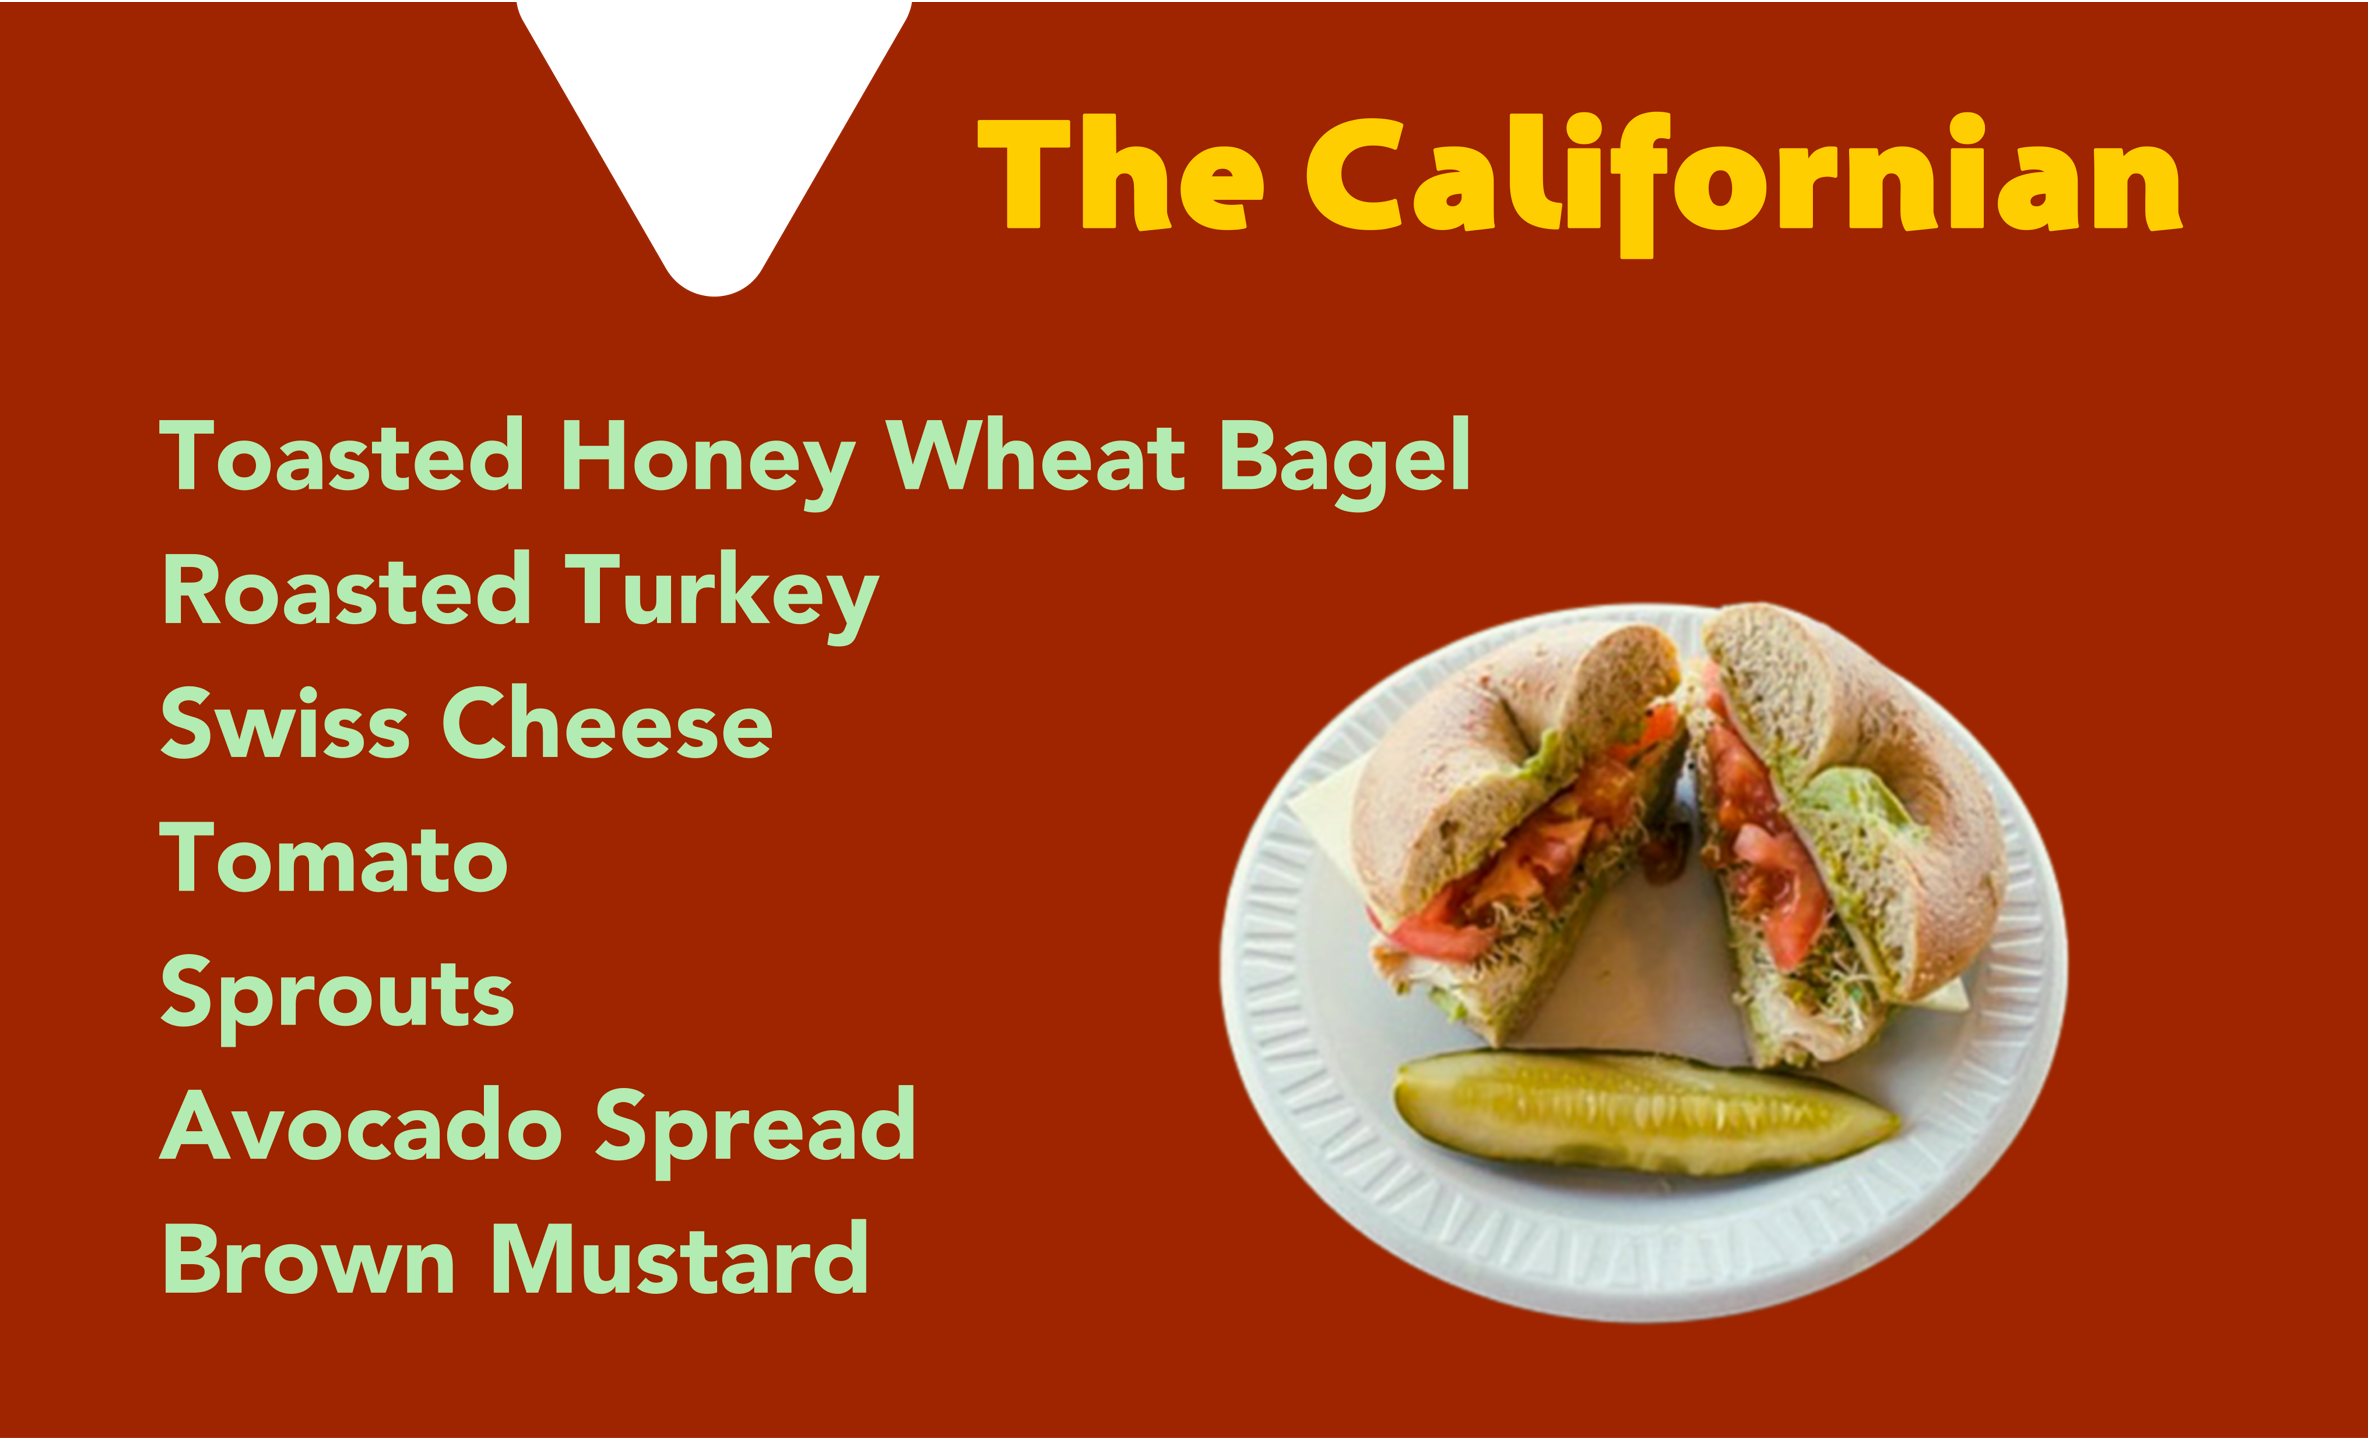 The Californian
Toasted Honey Wheat Bagel
Roasted Turkey
Swiss Cheese
Tomato
Sprouts
Avocado Spread
Brown Mustard